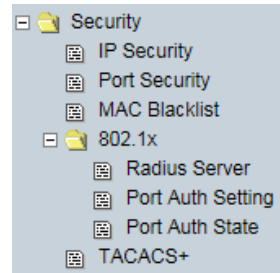 Security
IP Security
Port Security
MAC Blacklist
802.1x
Radius Server
Port Auth Setting
Port Auth State
TACACS+